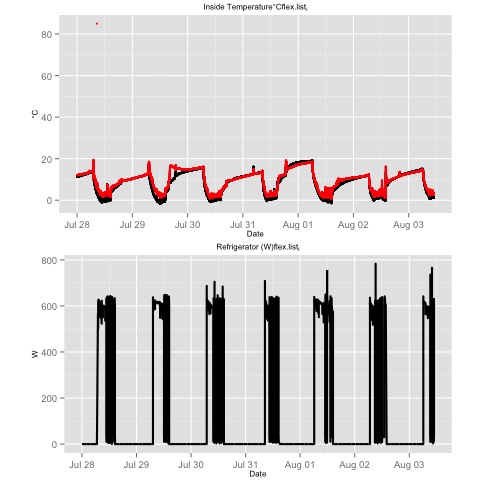 Inside Temperature°Cflex.list,
80
60
40
20
0
°C
Jul 28 Jul 29 Jul 30 Jul 31 Aug 01 Aug 02 Aug 03
Date
Refrigerator (W)flex.list,
800
600
400
200
0
W
Jul 28 Jul 29 Jul 30 Jul 31 Aug 01 Aug 02 Aug 03
Date